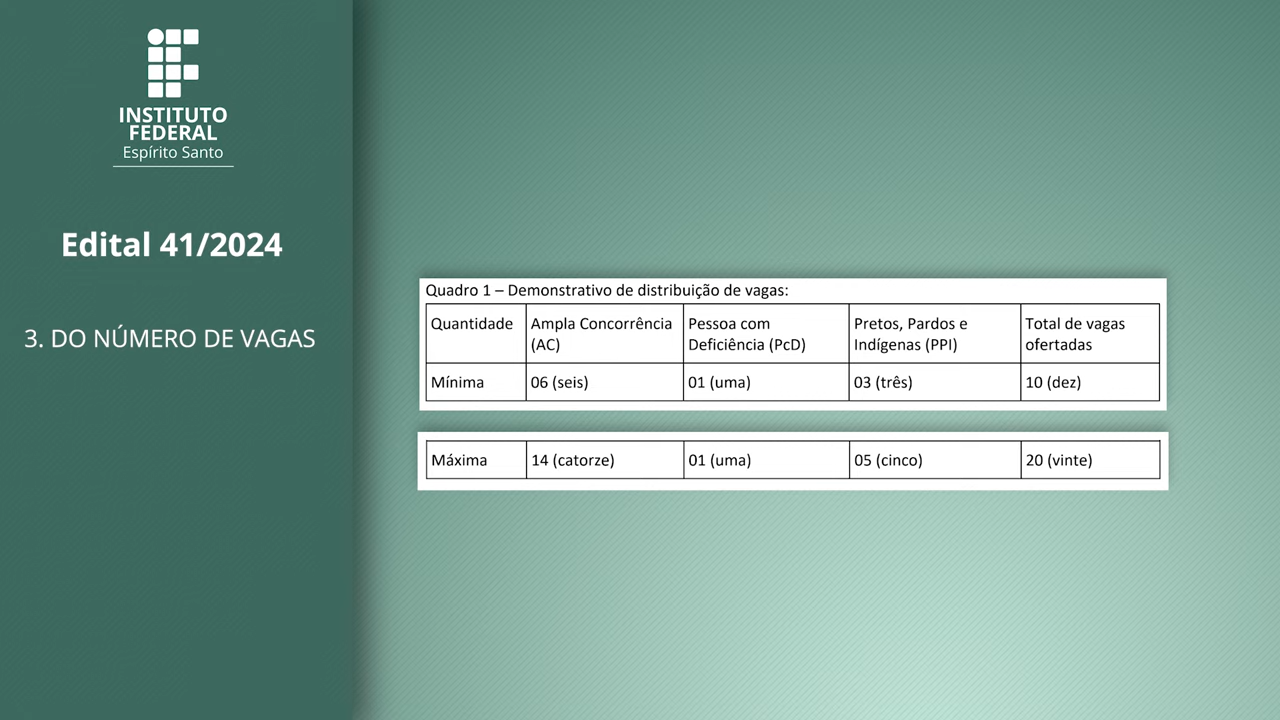 INSTITUTO
FEDERAL
Espírito Santo
Edital 41/2024
3. DO NÚMERO DE VAGAS
Quadro 1 – Demonstrativo de distribuição de vagas:
Quantidade Ampla Concorrência (AC) Pessoa com Deficiência (PcD) Pretos, Pardos e Indígenas (PPI) Total de vagas ofertadas
Mínima 06 (seis) 01 (uma) 03 (três) 10 (dez)
Máxima 14 (catorze) 01 (uma) 05 (cinco) 20 (vinte)